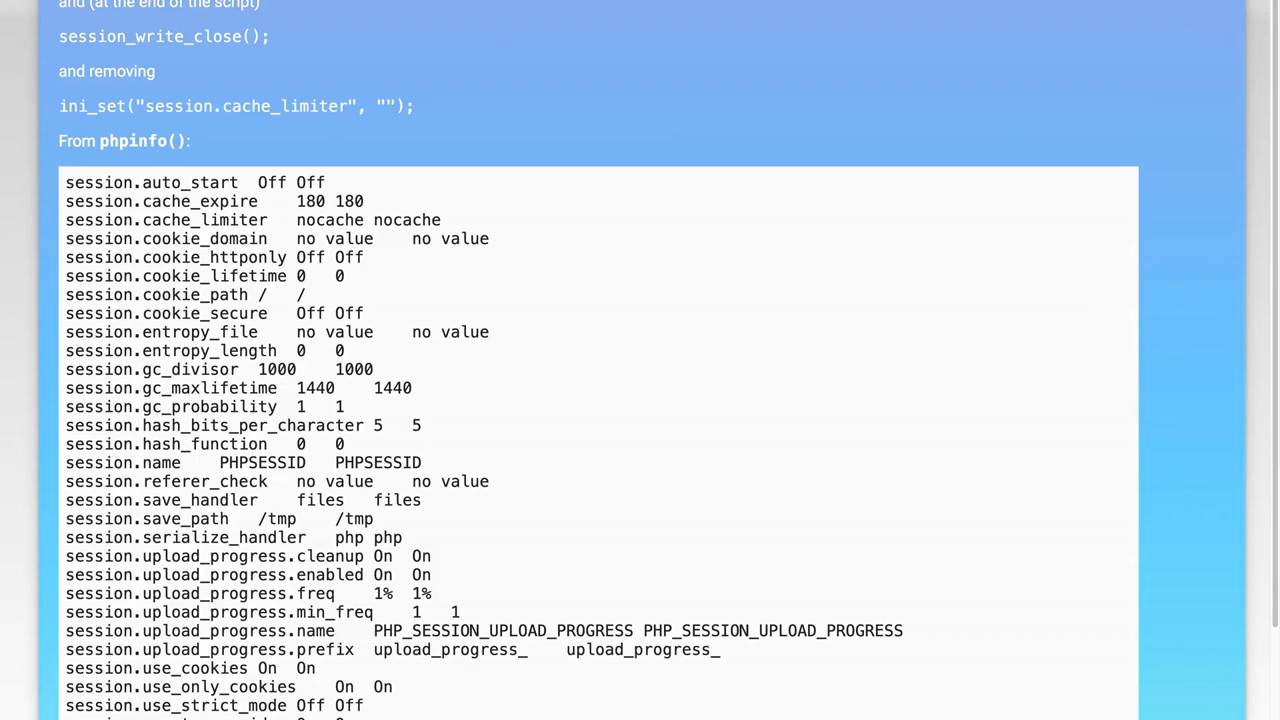 and (at the end of the script)
session_write_close();
and removing
ini_set("session.cache_limiter", "");
From phpinfo():
session.auto_start  Off Off
session.cache_expire    180 180
session.cache_limiter   nocache nocache
session.cookie_domain   no value    no value
session.cookie_httponly Off Off
session.cookie_lifetime 0   0
session.cookie_path /   /
session.cookie_secure   Off Off
session.entropy_file    no value    no value
session.entropy_length  0   0
session.gc_divisor  1000    1000
session.gc_maxlifetime  1440    1440
session.gc_probability  1   1
session.hash_bits_per_character 5   5
session.hash_function   0   0
session.name    PHPSESSID   PHPSESSID
session.referer_check   no value    no value
session.save_handler    files   files
session.save_path   /tmp    /tmp
session.serialize_handler   php php
session.upload_progress.cleanup On  On
session.upload_progress.enabled On  On
session.upload_progress.freq    1%  1%
session.upload_progress.min_freq    1   1
session.upload_progress.name    PHP_SESSION_UPLOAD_PROGRESS PHP_SESSION_UPLOAD_PROGRESS
session.upload_progress.prefix  upload_progress_    upload_progress_
session.use_cookies On  On
session.use_only_cookies    On  On
session.use_strict_mode Off Off